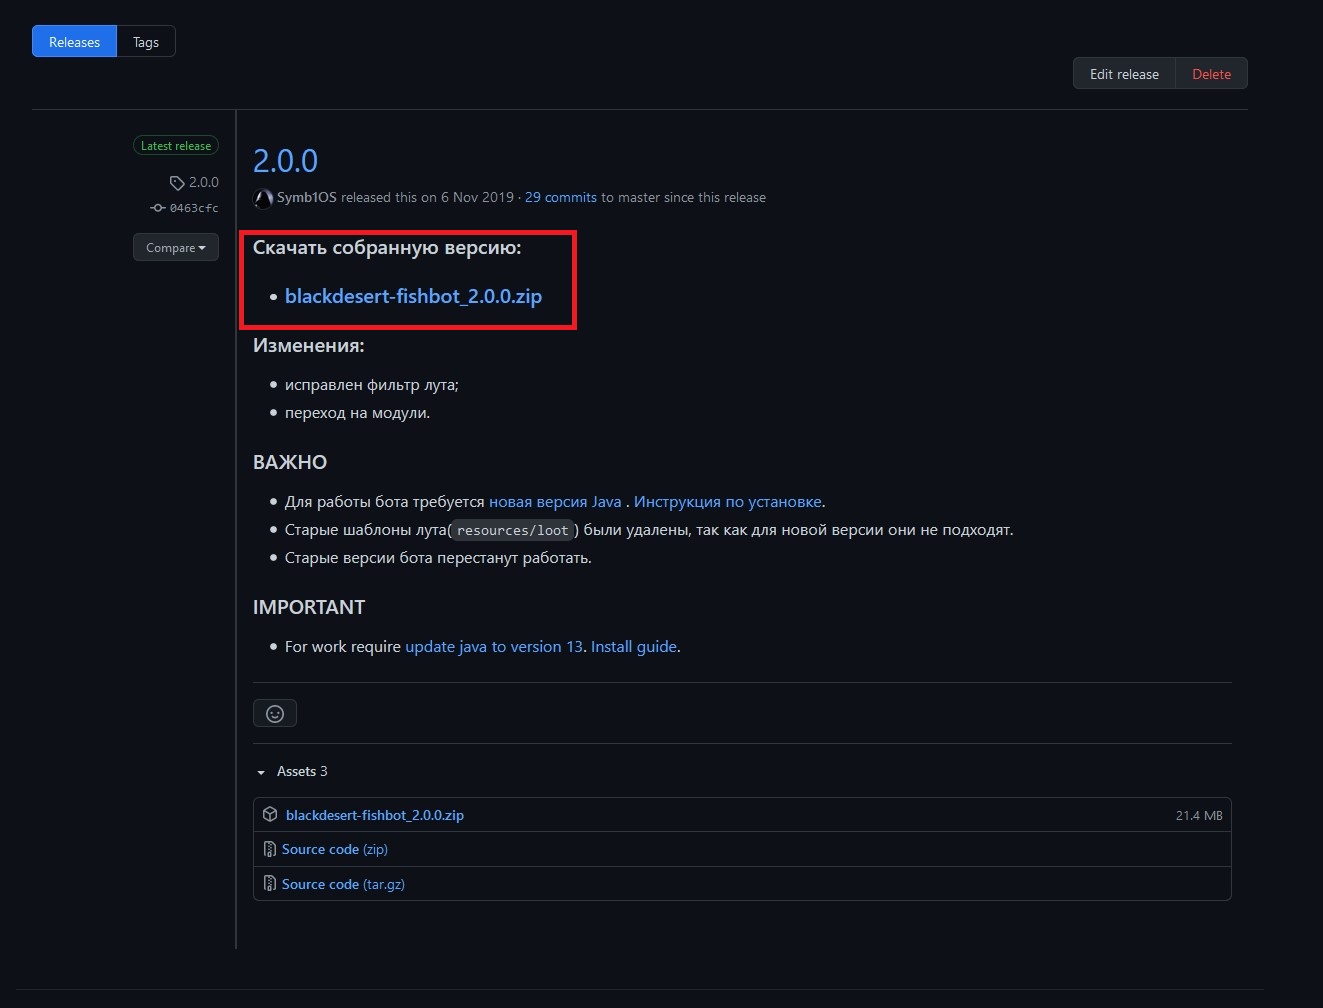 Releases Tags
Edit release Delete
Latest release
2.0.0
0463cfc
Compare
2.0.0
Symb1OS released this on 6 Nov 2019 · 29 commits to master since this release
Скачать собранную версию:
blackdesert-fishbot_2.0.0.zip
Изменения:
исправлен фильтр лута;
переход на модули.
ВАЖНО
Для работы бота требуется новая версия Java . Инструкция по установке.
Старые шаблоны лута( resources/loot ) были удалены, так как для новой версии они не подходят.
Старые версии бота перестанут работать.
IMPORTANT
For work require update java to version 13. Install guide.
Assets 3
blackdesert-fishbot_2.0.0.zip 21.4 MB
Source code (zip)
Source code (tar.gz)